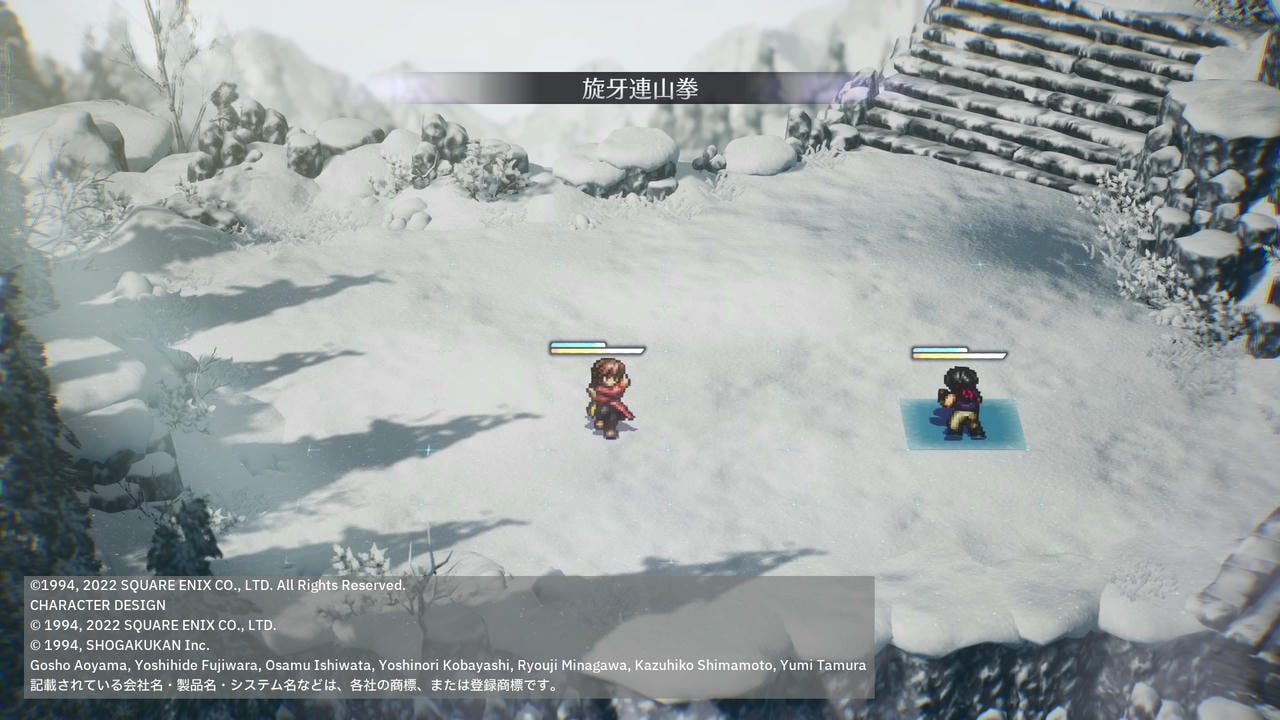 旋牙連山拳
©1994, 2022 SQUARE ENIX CO., LTD. All Rights Reserved.
CHARACTER DESIGN
© 1994, 2022 SQUARE ENIX CO., LTD.
© 1994, SHOGAKUKAN Inc.
Gosho Aoyama, Yoshihide Fujiwara, Osamu Ishiwata, Yoshinori Kobayashi, Ryouji Minagawa, Kazuhiko Shimamoto, Yumi Tamura
記載されている会社名・製品名・システム名などは、各社の商標、または登録商標です。